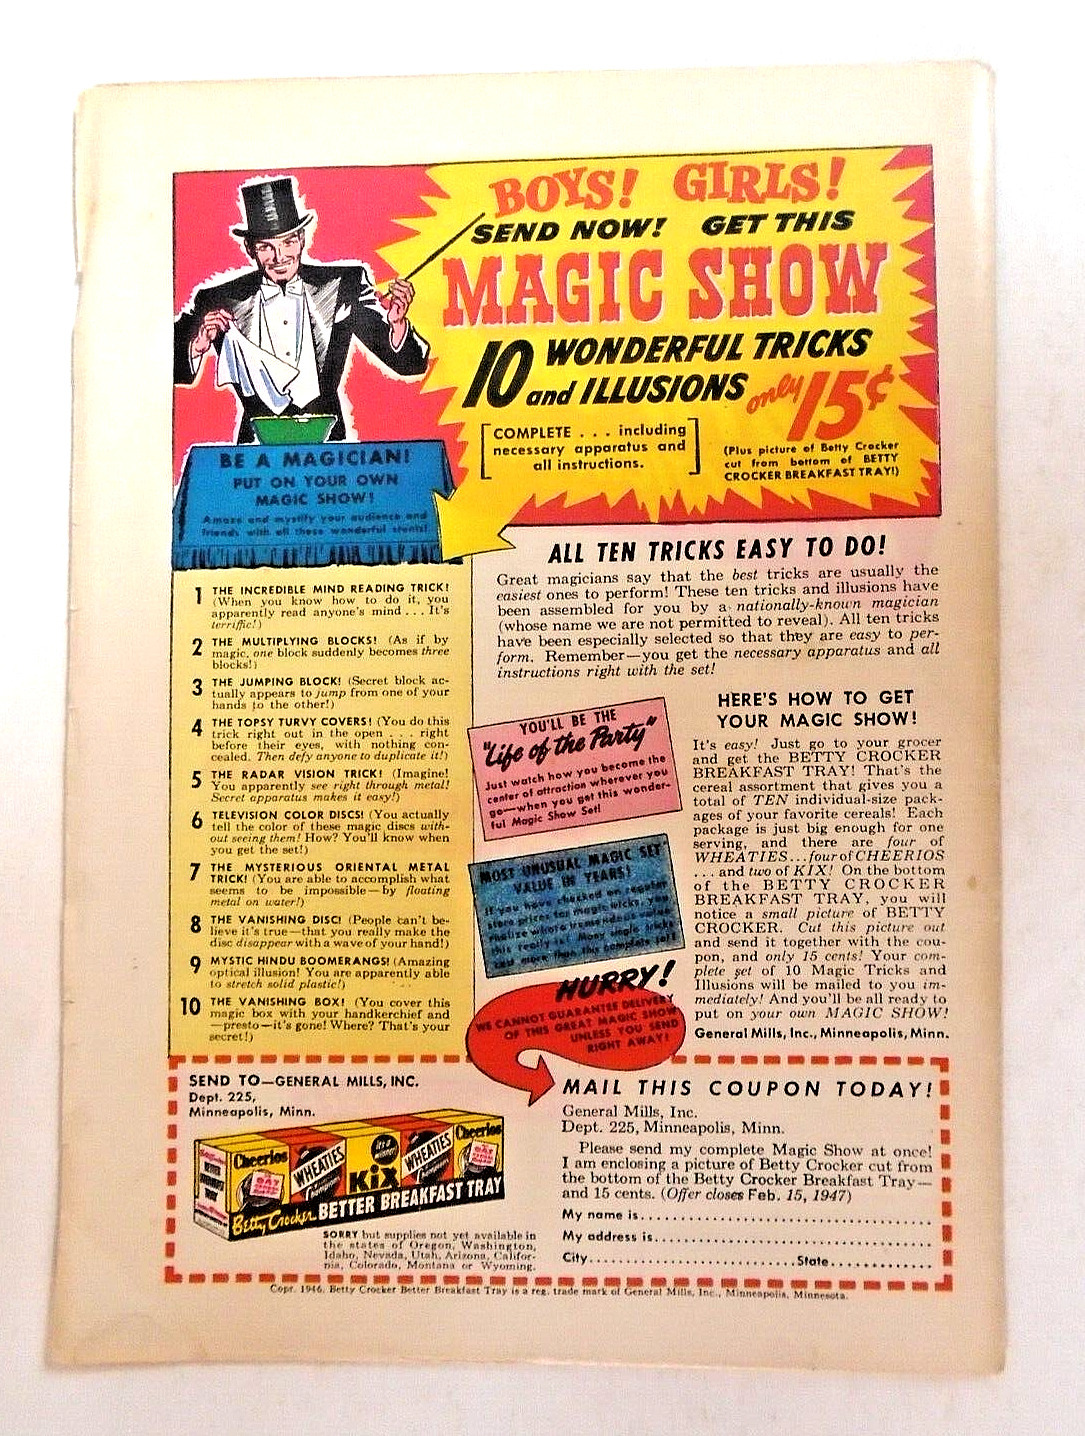 BOYS! GIRLS!
SEND NOW! GET THIS
MAGIC SHOW
10 WONDERFUL TRICKS
and ILLUSIONS only 15¢
[COMPLETE . . . including
necessary apparatus and
all instructions.]
(Plus picture of Betty Crocker
cut from bottom of BETTY
CROCKER BREAKFAST TRAY!)
BE A MAGICIAN!
PUT ON YOUR OWN
MAGIC SHOW!
Amaze and mystify your audience and
friends with all these wonderful stunts!
1 THE INCREDIBLE MIND READING TRICK!
(When you know how to do it, you
apparently read anyone's mind . . . It's
terrific!)
2 THE MULTIPLYING BLOCKS! (As if by
magic, one block suddenly becomes three
blocks!)
3 THE JUMPING BLOCK! (Secret block ac-
tually appears to jump from one of your
hands to the other!)
4 THE TOPSY TURVY COVERS! (You do this
trick right out in the open . . . right
before their eyes, with nothing con-
cealed. Then defy anyone to duplicate it!)
5 THE RADAR VISION TRICK! (Imagine!
You apparently see right through metal!
Secret apparatus makes it easy!)
6 TELEVISION COLOR DISCS! (You actually
tell the color of these magic discs with-
out seeing them! How? You'll know when
you get the set!)
7 THE MYSTERIOUS ORIENTAL METAL
TRICK! (You are able to accomplish what
seems to be impossible—by floating
metal on water!)
8 THE VANISHING DISC! (People can't be-
lieve it's true—that you really make the
disc disappear with a wave of your hand!)
9 MYSTIC HINDU BOOMERANGS! (Amazing
optical illusion! You are apparently able
to stretch solid plastic!)
10 THE VANISHING BOX! (You cover this
magic box with your handkerchief and
—presto—it's gone! Where? That's your
secret!)
ALL TEN TRICKS EASY TO DO!
Great magicians say that the best tricks are usually the
easiest ones to perform! These ten tricks and illusions have
been assembled for you by a nationally-known magician
(whose name we are not permitted to reveal). All ten tricks
have been especially selected so that they are easy to per-
form. Remember—you get the necessary apparatus and all
instructions right with the set!
YOU'LL BE THE
"Life of the Party"
Just watch how you become the
center of attraction wherever you
go—when you get this wonder-
ful Magic Show Set!
MOST UNUSUAL MAGIC SET
VALUE IN YEARS!
If you have checked on regular
store prices for magic tricks, you
realize what a tremendous value
this really is! Many single tricks
cost more than this complete set!
HURRY!
WE CANNOT GUARANTEE DELIVERY
OF THIS GREAT MAGIC SHOW
UNLESS YOU SEND
RIGHT AWAY!
HERE'S HOW TO GET
YOUR MAGIC SHOW!
It's easy! Just go to your grocer
and get the BETTY CROCKER
BREAKFAST TRAY! That's the
cereal assortment that gives you a
total of TEN individual-size pack-
ages of your favorite cereals! Each
package is just big enough for one
serving, and there are four of
WHEATIES...four of CHEERIOS
. . . and two of KIX! On the bottom
of the BETTY CROCKER
BREAKFAST TRAY, you will
notice a small picture of BETTY
CROCKER. Cut this picture out
and send it together with the cou-
pon, and only 15 cents! Your com-
plete set of 10 Magic Tricks and
Illusions will be mailed to you im-
mediately! And you'll be all ready to
put on your own MAGIC SHOW!
General Mills, Inc., Minneapolis, Minn.
SEND TO—GENERAL MILLS, INC.
Dept. 225,
Minneapolis, Minn.
Cheerios WHEATIES KiX WHEATIES Cheerios
Betty Crocker BETTER BREAKFAST TRAY
SORRY but supplies not yet available in
the states of Oregon, Washington,
Idaho, Nevada, Utah, Arizona, Califor-
nia, Colorado, Montana or Wyoming.
MAIL THIS COUPON TODAY!
General Mills, Inc.
Dept. 225, Minneapolis, Minn.
Please send my complete Magic Show at once!
I am enclosing a picture of Betty Crocker cut from
the bottom of the Betty Crocker Breakfast Tray—
and 15 cents. (Offer closes Feb. 15, 1947)
My name is........................................
My address is........................................
City..............................State...............
Copr. 1946, Betty Crocker Better Breakfast Tray is a reg. trade mark of General Mills, Inc., Minneapolis, Minnesota.